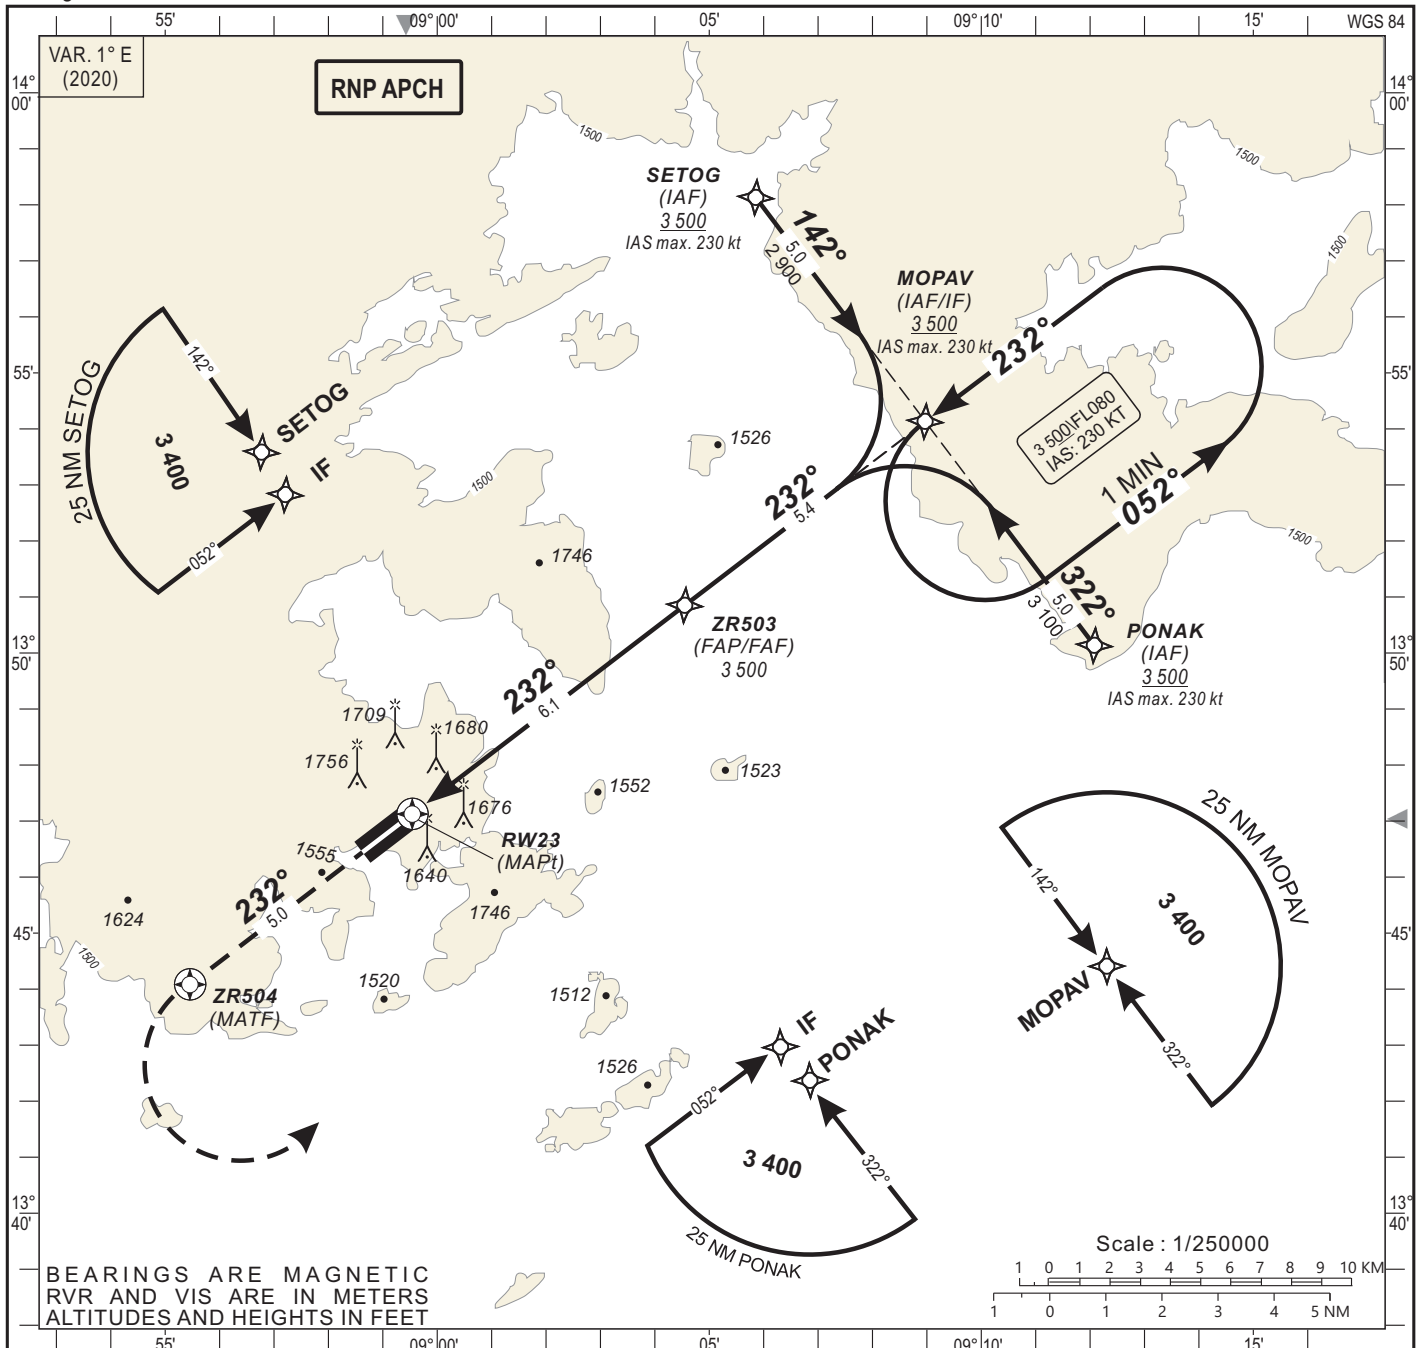 55'
09°00'
05'
09°10'
15'
WGS 84
VAR. 1° E
(2020)
RNP APCH
14°
00'
14°
00'
1500
1500
SETOG
(IAF)
3 500
IAS max. 230 kt
142°
5.0
2 900
MOPAV
(IAF/IF)
3 500
IAS max. 230 kt
1500
232°
55'
55'
3 500\FL080
IAS: 230 KT
1 MIN
052°
25 NM SETOG
142°
3 400
SETOG
IF
052°
1526
1500
232°
5.4
1500
1746
322°
5.0
3 100
PONAK
(IAF)
3 500
IAS max. 230 kt
ZR503
(FAP/FAF)
3 500
13°
50'
13°
50'
232°
6.1
1709
1680
1756
1552
1523
1676
RW23
(MAPt)
1555
1640
232°
5.0
1624
1746
25 NM MOPAV
142°
3 400
MOPAV
322°
45'
45'
1500
1520
ZR504
(MATF)
1512
1526
IF
PONAK
052°
3 400
322°
25 NM PONAK
13°
40'
13°
40'
BEARINGS ARE MAGNETIC
RVR AND VIS ARE IN METERS
ALTITUDES AND HEIGHTS IN FEET
Scale : 1/250000
1 0 1 2 3 4 5 6 7 8 9 10 KM
1 0 1 2 3 4 5 NM
55'
09°00'
05'
09°10'
15'